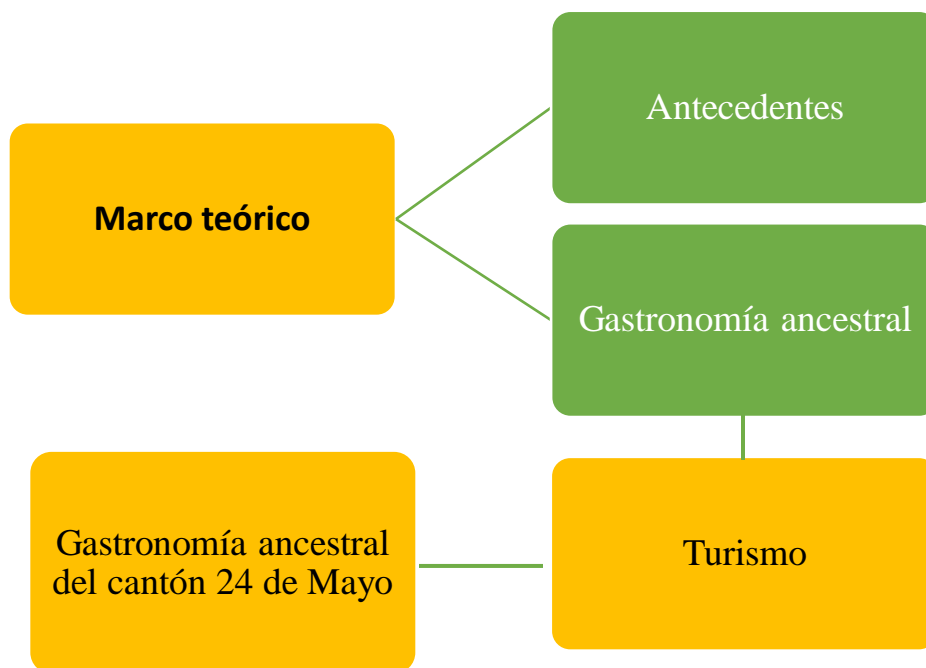 Antecedentes
Marco teórico
Gastronomía ancestral
Gastronomía ancestral
del cantón 24 de Mayo
Turismo